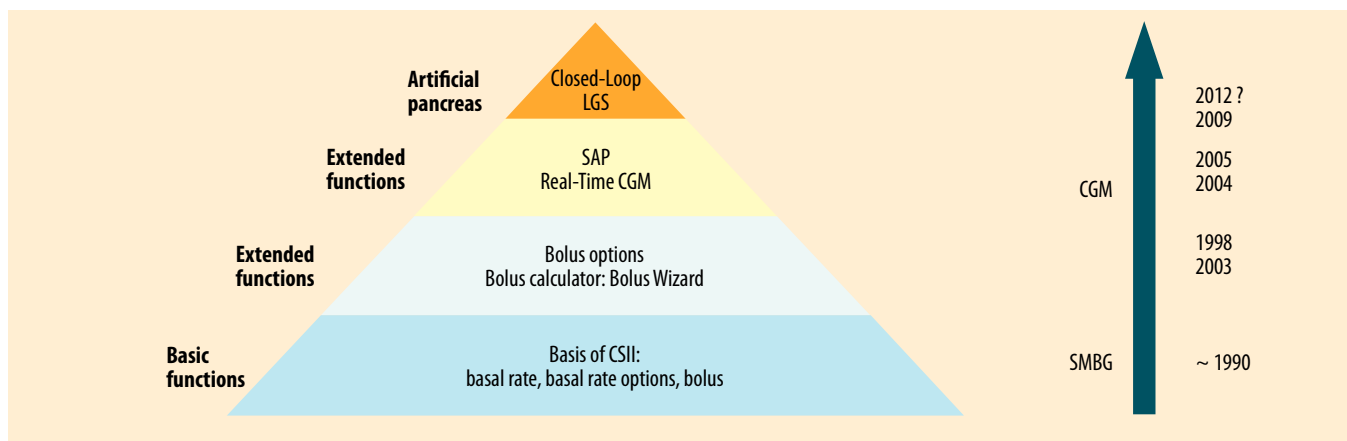 Artificial
pancreas
Closed-Loop
LGS
2012 ?
2009
Extended
functions
SAP
Real-Time CGM
CGM
2005
2004
Extended
functions
Bolus options
Bolus calculator: Bolus Wizard
1998
2003
Basic
functions
Basis of CSII:
basal rate, basal rate options, bolus
SMBG
~ 1990